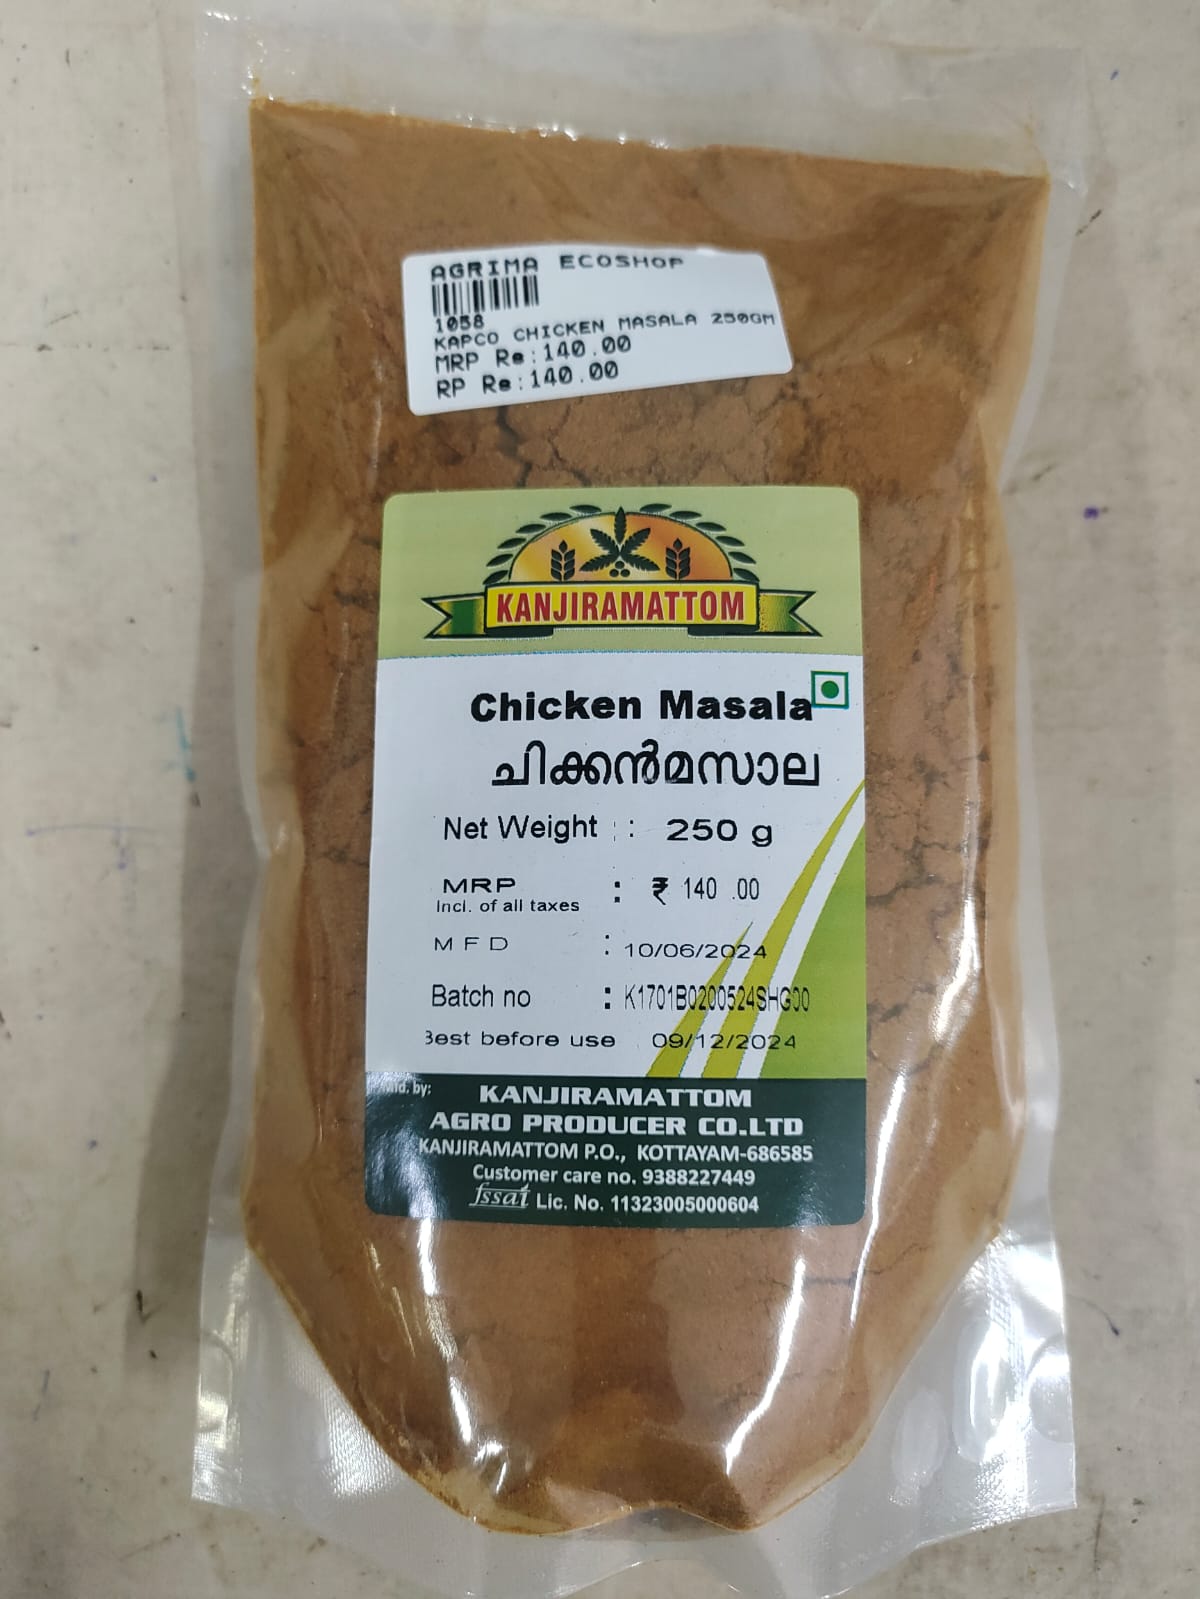 AGRIMA ECOSHOP
1058
KAPCO CHICKEN MASALA 250GM
MRP Rs:140.00
RP Rs:140.00
KANJIRAMATTOM
Chicken Masala
ചിക്കൻമസാല
Net Weight : 250 g
MRP : ₹ 140 .00
Incl. of all taxes
MFD : 10/06/2024
Batch no : K1701B0200524SHG00
Best before use 09/12/2024
Mfd. by:
KANJIRAMATTOM
AGRO PRODUCER CO.LTD
KANJIRAMATTOM P.O., KOTTAYAM-686585
Customer care no. 9388227449
fssai Lic. No. 11323005000604